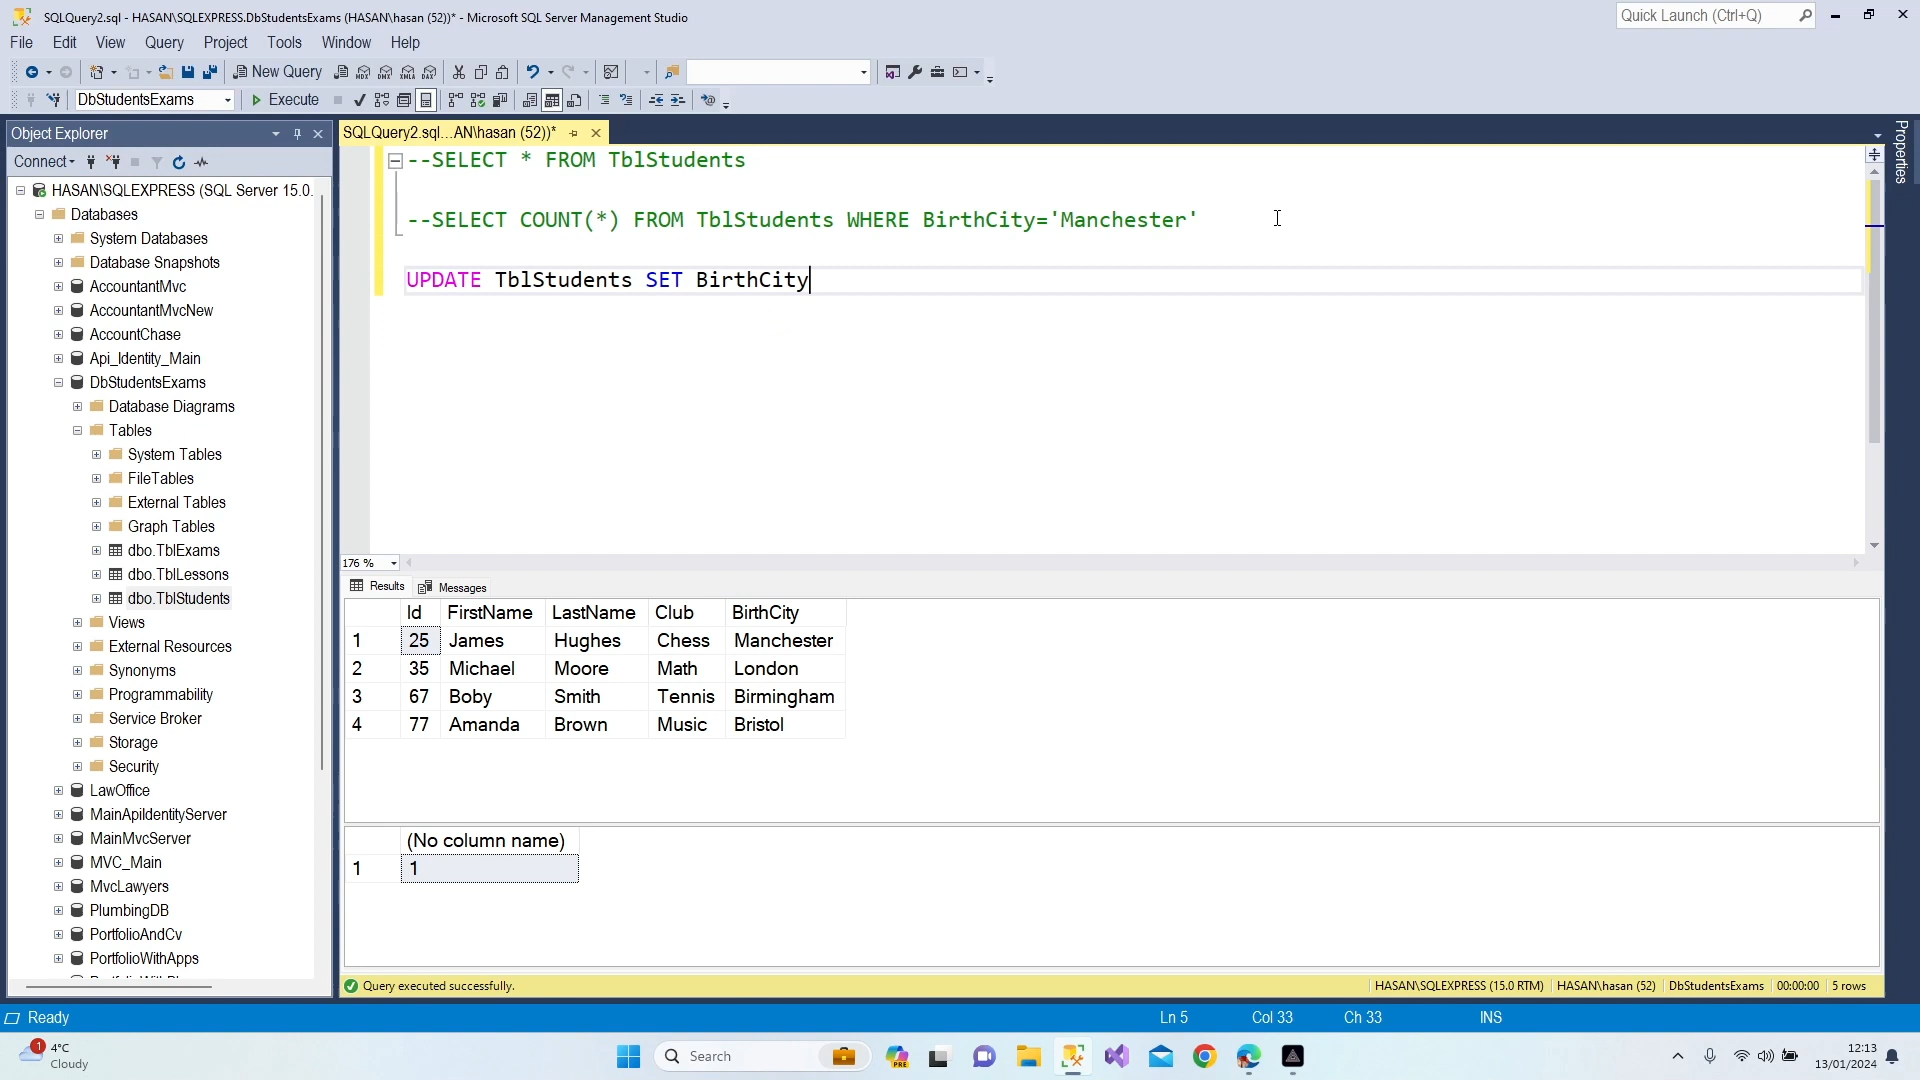 SQLQuery2.sql - HASAN\SQLEXPRESS.DbStudentsExams (HASAN\hasan (52))* - Microsoft SQL Server Management Studio
Quick Launch (Ctrl+Q)
File Edit View Query Project Tools Window Help
New Query MDX DMX XMLA DAX
DbStudentsExams Execute
Object Explorer
SQLQuery2.sql...AN\hasan (52))*
Properties
Connect
--SELECT * FROM TblStudents
--SELECT COUNT(*) FROM TblStudents WHERE BirthCity='Manchester'
UPDATE TblStudents SET BirthCity
HASAN\SQLEXPRESS (SQL Server 15.0.
Databases
System Databases
Database Snapshots
AccountantMvc
AccountantMvcNew
AccountChase
Api_Identity_Main
DbStudentsExams
Database Diagrams
Tables
System Tables
FileTables
External Tables
Graph Tables
dbo.TblExams
dbo.TblLessons
dbo.TblStudents
Views
External Resources
Synonyms
Programmability
Service Broker
Storage
Security
LawOffice
MainApiIdentityServer
MainMvcServer
MVC_Main
MvcLawyers
PlumbingDB
PortfolioAndCv
PortfolioWithApps
176 %
Results Messages
Id FirstName LastName Club BirthCity
1 25 James Hughes Chess Manchester
2 35 Michael Moore Math London
3 67 Boby Smith Tennis Birmingham
4 77 Amanda Brown Music Bristol
(No column name)
1 1
Query executed successfully. HASAN\SQLEXPRESS (15.0 RTM) HASAN\hasan (52) DbStudentsExams 00:00:00 5 rows
Ready Ln 5 Col 33 Ch 33 INS
1 4°C
Cloudy
Search
PRE
12:13
13/01/2024